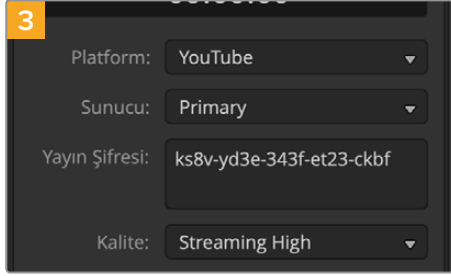 3
Platform: YouTube
Sunucu: Primary
Yayın Şifresi: ks8v-yd3e-343f-et23-ckbf
Kalite: Streaming High